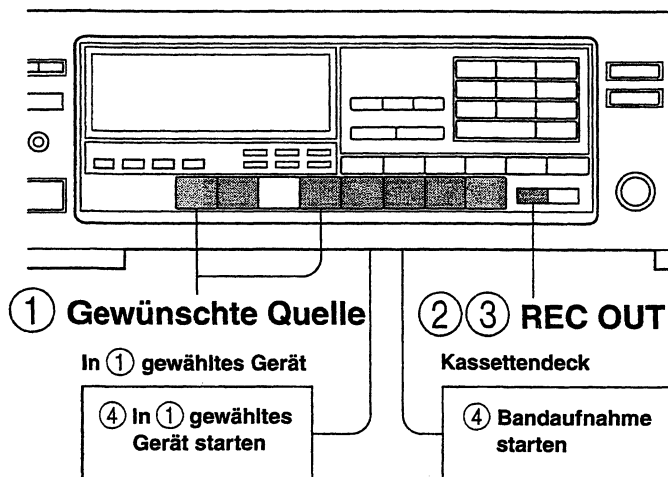 ① Gewünschte Quelle
②③ REC OUT
In ① gewähltes Gerät
④ In ① gewähltes
Gerät starten
Kassettendeck
④ Bandaufnahme
starten